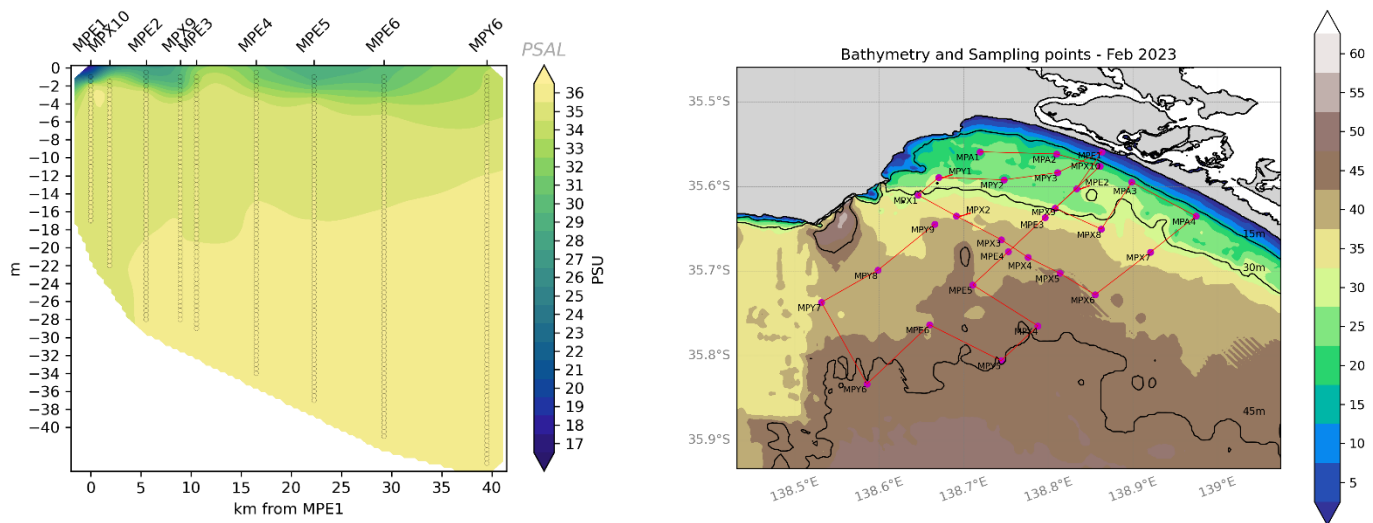 MPE1
MPX10
MPE2
MPX9
MPE3
MPE4
MPE5
MPE6
MPY6
PSAL
0
−2
−4
−6
−8
−10
−12
−14
−16
−18
−20
−22
−24
−26
−28
−30
−32
−34
−36
−38
−40
m
0 5 10 15 20 25 30 35 40
km from MPE1
36
35
34
33
32
31
30
29
28
27
26
25
24
23
22
21
20
19
18
17
PSU
Bathymetry and Sampling points - Feb 2023
35.5°S
35.6°S
35.7°S
35.8°S
35.9°S
138.5°E 138.6°E 138.7°E 138.8°E 138.9°E 139°E
MPA1
MPA2
MPE1
MPX10
MPY1
MPY2
MPY3
MPE2
MPA3
MPX1
MPX2
MPX9
MPA4
MPY9
MPE3
MPX8
15m
MPX3
MPE4
MPX4
MPX7
30m
MPY8
MPX5
MPE5
MPX6
MPY7
MPE6
MPY4
MPY5
MPY6
45m
60
55
50
45
40
35
30
25
20
15
10
5